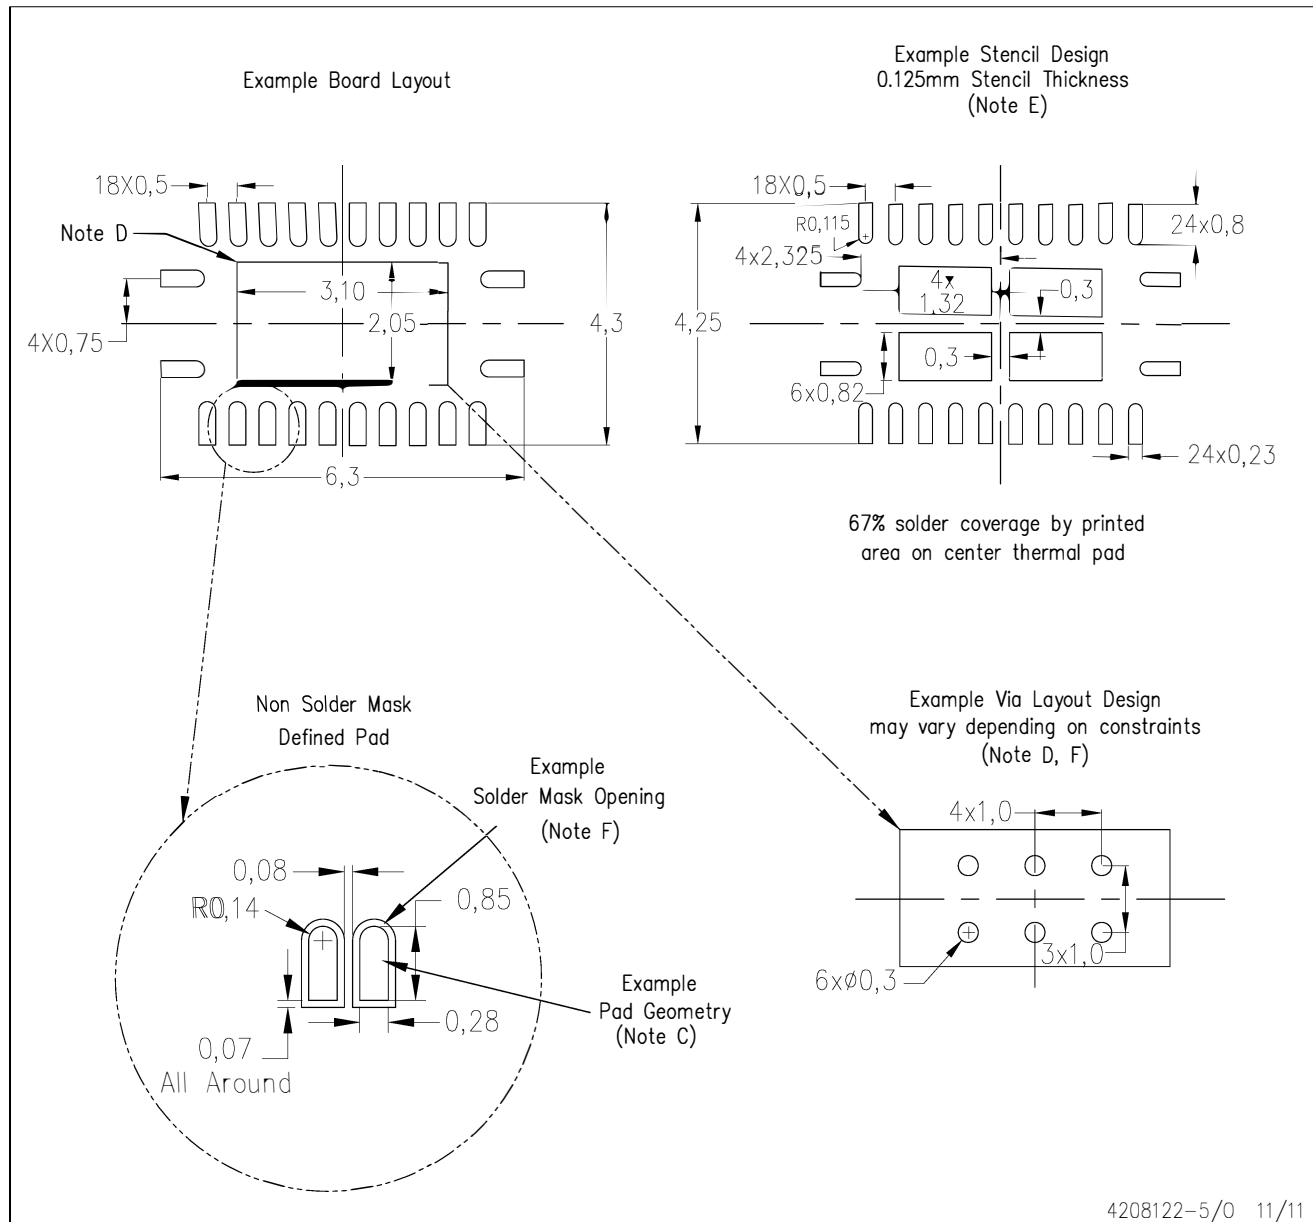 Example Board Layout
18X0,5
Note D
3,10
2,05
4X0,75
4,3
6,3
Example Stencil Design
0.125mm Stencil Thickness
(Note E)
18X0,5
R0,115
24x0,8
4x2,325
4x
1,32
0,3
4,25
0,3
6x0,82
24x0,23
67% solder coverage by printed
area on center thermal pad
Non Solder Mask
Defined Pad
Example
Solder Mask Opening
(Note F)
0,08
R0,14
0,85
Example
Pad Geometry
(Note C)
0,28
0,07
All Around
Example Via Layout Design
may vary depending on constraints
(Note D, F)
4x1,0
3x1,0
6xø0,3
4208122-5/O 11/11